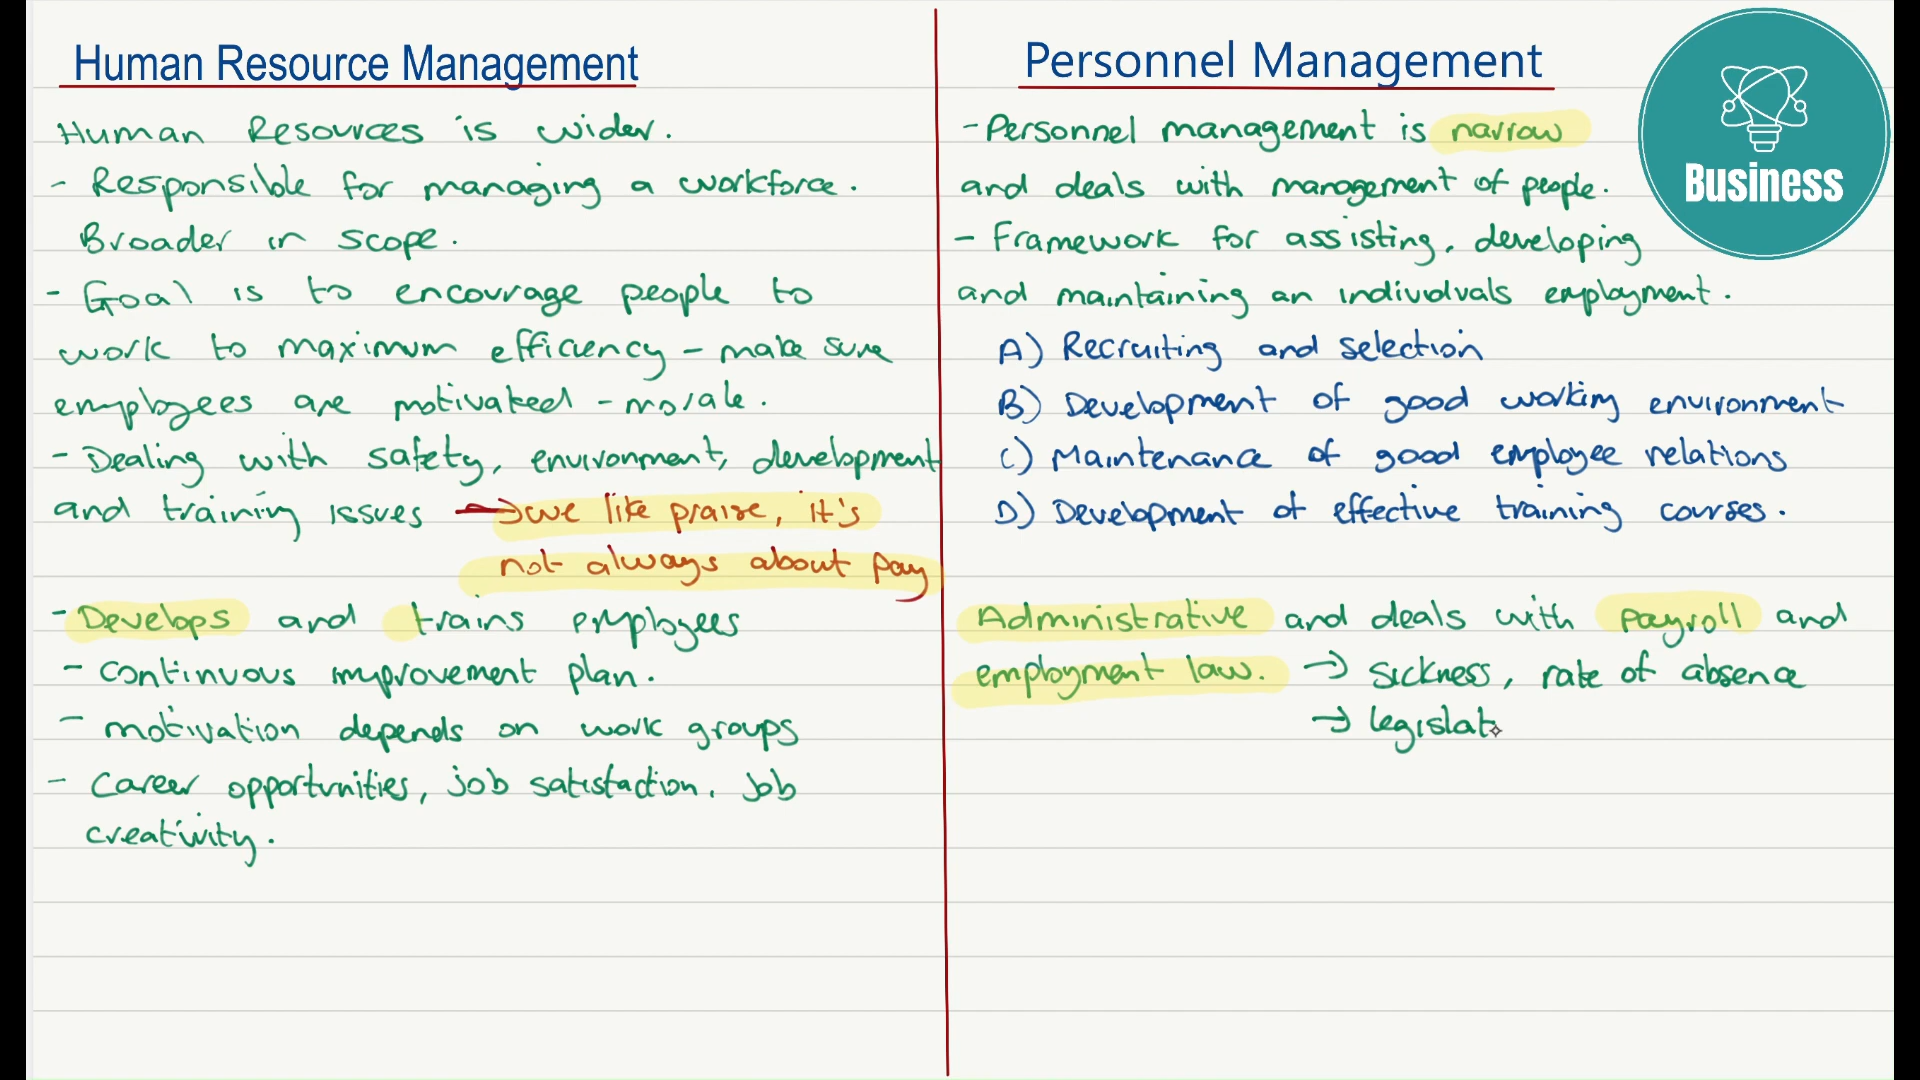 Human Resource Management
Human Resources is wider.
- Responsible for managing a workforce.
Broader in scope.
- Goal is to encourage people to
work to maximum efficiency - make sure
employees are motivated - morale.
- Dealing with safety, environment, development
and training issues → we like praise, it's
not always about pay
- Develops and trains employees
- continuous improvement plan.
- motivation depends on work groups
- Career opportunities, job satisfaction, job
creativity.
Personnel Management
- Personnel management is narrow
and deals with management of people.
- Framework for assisting, developing
and maintaining an individuals employment.
A) Recruiting and selection
B) Development of good working environment
C) Maintenance of good employee relations
D) Development of effective training courses.
Administrative and deals with payroll and
employment law. → sickness, rate of absence
→ legislat
Business